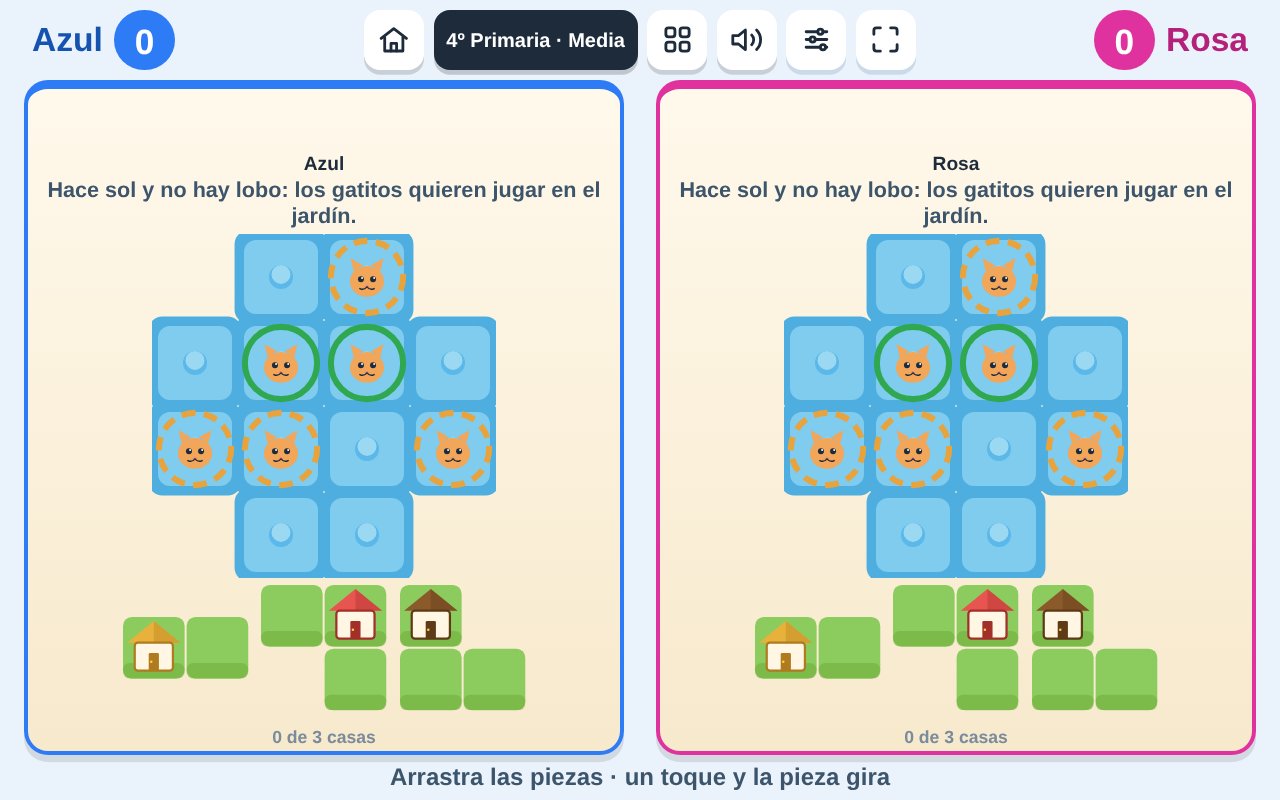 Azul 0 4º Primaria · Media 0 Rosa
Azul
Hace sol y no hay lobo: los gatitos quieren jugar en el
jardín.
0 de 3 casas
Rosa
Hace sol y no hay lobo: los gatitos quieren jugar en el
jardín.
0 de 3 casas
Arrastra las piezas · un toque y la pieza gira